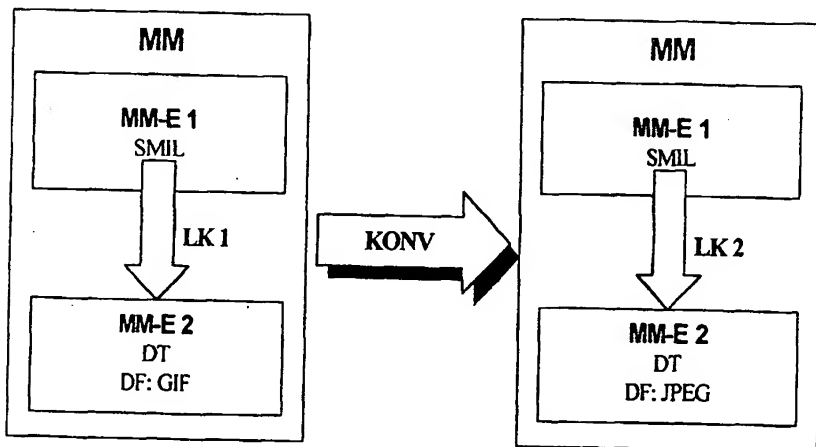 MM
MM-E 1
SMIL
LK 1
MM-E 2
DT
DF: GIF
KONV
MM
MM-E 1
SMIL
LK 2
MM-E 2
DT
DF: JPEG